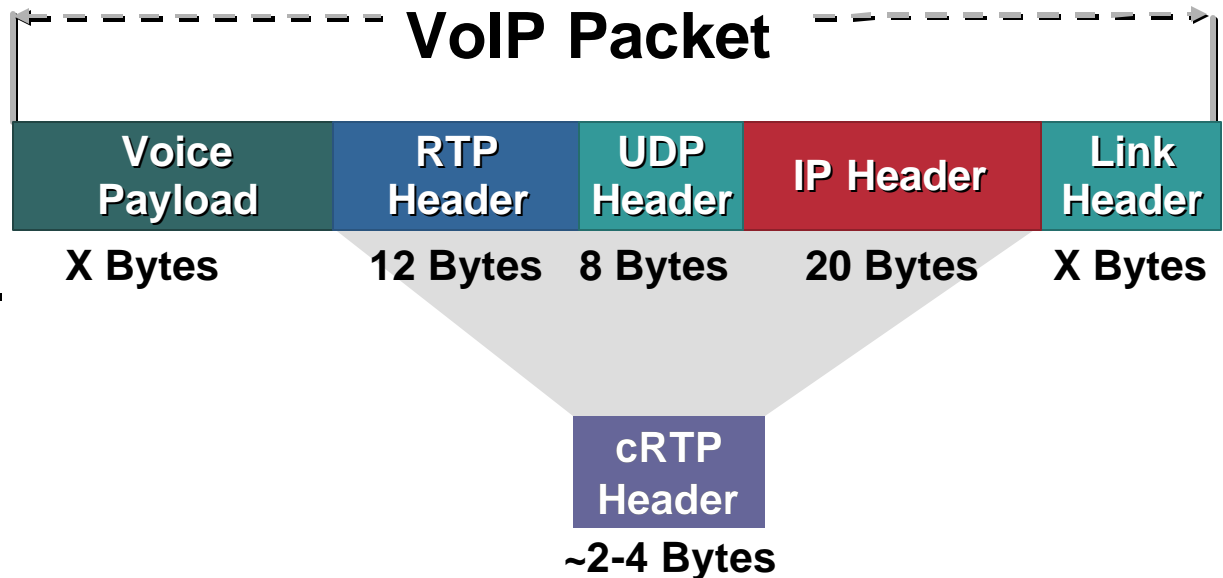 VoIP Packet
Voice
Payload
RTP
Header
UDP
Header
IP Header
Link
Header
X Bytes
12 Bytes
8 Bytes
20 Bytes
X Bytes
cRTP
Header
~2-4 Bytes